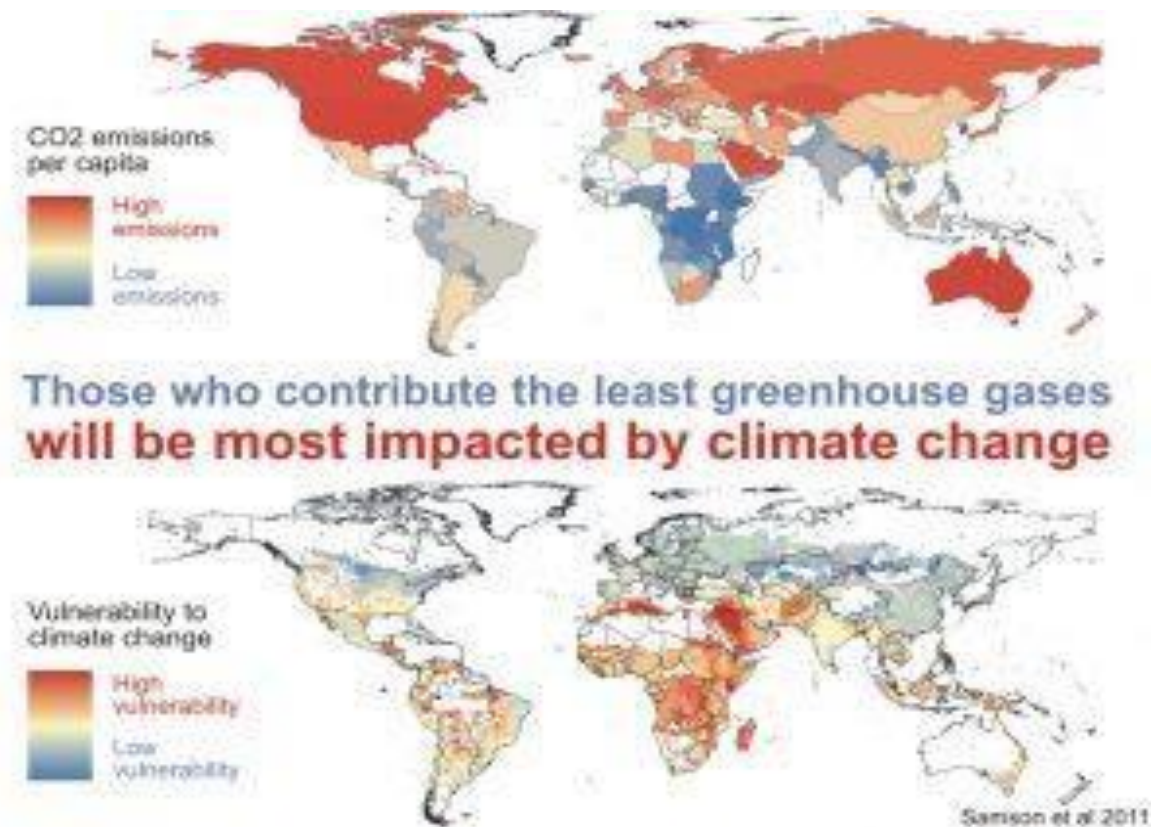 CO2 emissions
per capita
High
emissions
Low
emissions
Those who contribute the least greenhouse gases
will be most impacted by climate change
Vulnerability to
climate change
High
vulnerability
Low
vulnerability
Samson et al 2011